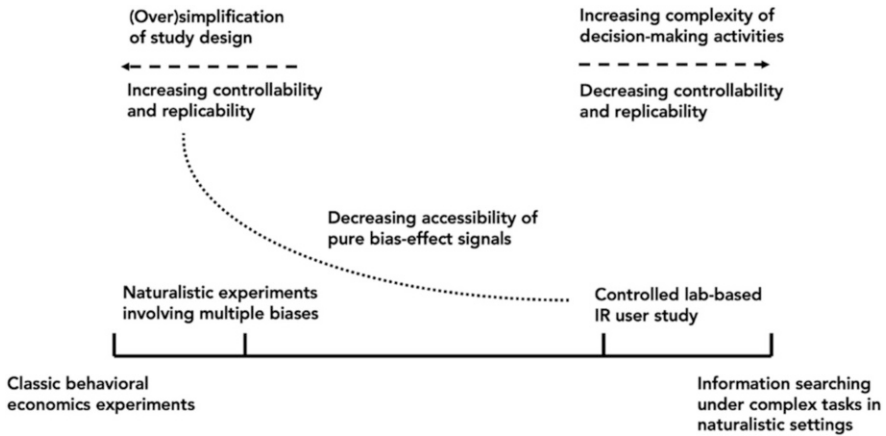 (Over)simplification
of study design
Increasing complexity of
decision-making activities
Increasing controllability
and replicability
Decreasing controllability
and replicability
Decreasing accessibility of
pure bias-effect signals
Naturalistic experiments
involving multiple biases
Controlled lab-based
IR user study
Classic behavioral
economics experiments
Information searching
under complex tasks in
naturalistic settings